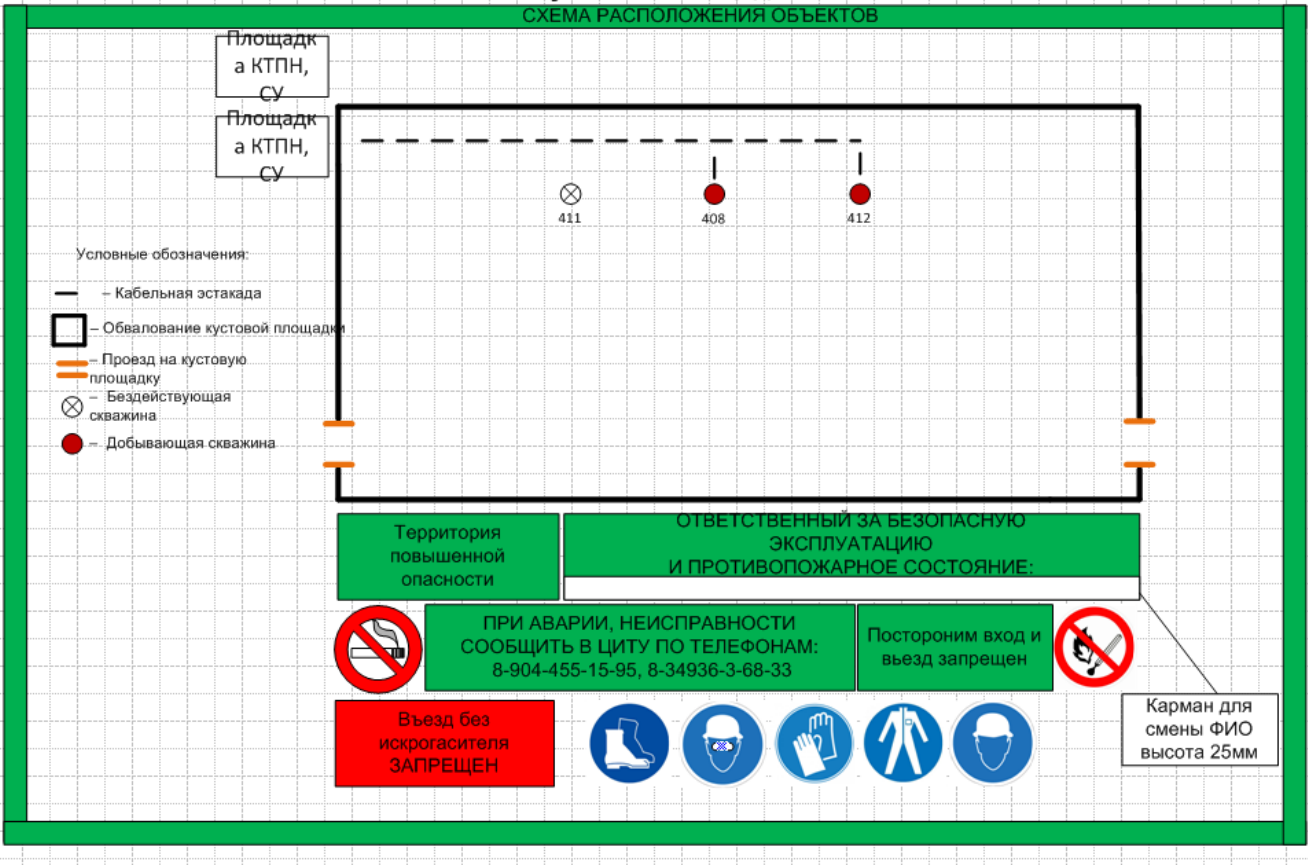 СХЕМА РАСПОЛОЖЕНИЯ ОБЪЕКТОВ
Площадк
а КТПН,
СУ
Площадк
а КТПН,
СУ
411
408
412
Условные обозначения:
– Кабельная эстакада
– Обвалование кустовой площадки
– Проезд на кустовую
площадку
– Бездействующая
скважина
– Добывающая скважина
Территория
повышенной
опасности
ОТВЕТСТВЕННЫЙ ЗА БЕЗОПАСНУЮ
ЭКСПЛУАТАЦИЮ
И ПРОТИВОПОЖАРНОЕ СОСТОЯНИЕ:
ПРИ АВАРИИ, НЕИСПРАВНОСТИ
СООБЩИТЬ В ЦИТУ ПО ТЕЛЕФОНАМ:
8-904-455-15-95, 8-34936-3-68-33
Постороним вход и
вьезд запрещен
Въезд без
искрогасителя
ЗАПРЕЩЕН
Карман для
смены ФИО
высота 25мм